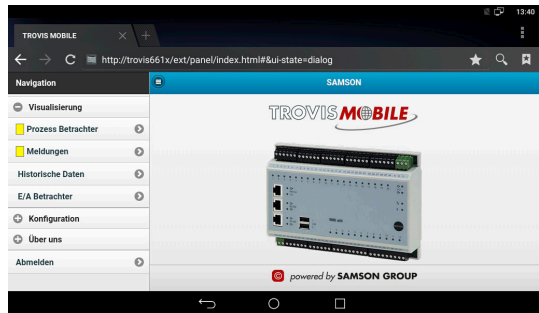 13:40
TROVIS MOBILE
http://trovis661x/ext/panel/index.html#&ui-state=dialog
Navigation
SAMSON
Visualisierung
Prozess Betrachter
Meldungen
Historische Daten
E/A Betrachter
Konfiguration
Über uns
Abmelden
TROVIS MOBILE
powered by SAMSON GROUP